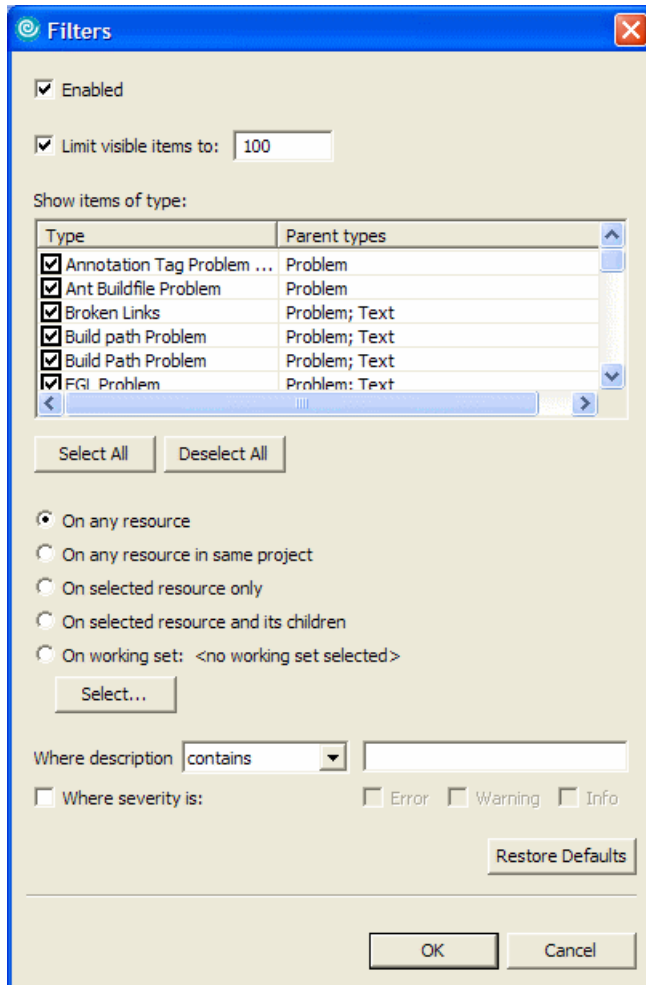 Filters
Enabled
Limit visible items to: 100
Show items of type:
Type Parent types
Annotation Tag Problem ... Problem
Ant Buildfile Problem Problem
Broken Links Problem; Text
Build path Problem Problem; Text
Build Path Problem Problem; Text
EGL Problem Problem; Text
Select All Deselect All
On any resource
On any resource in same project
On selected resource only
On selected resource and its children
On working set: <no working set selected>
Select...
Where description contains
Where severity is: Error Warning Info
Restore Defaults
OK Cancel